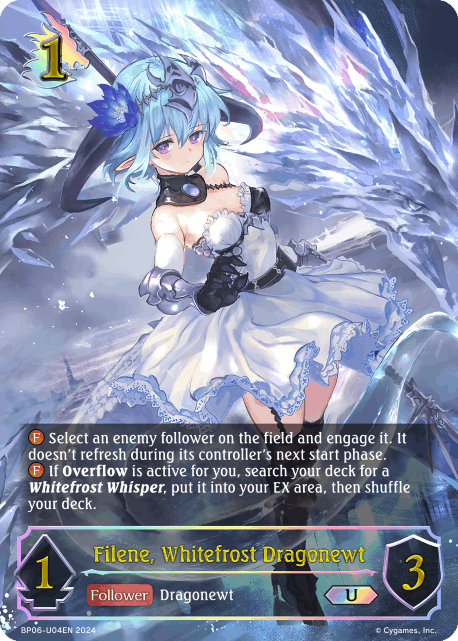 1
F Select an enemy follower on the field and engage it. It
doesn't refresh during its controller's next start phase.
F If Overflow is active for you, search your deck for a
Whitefrost Whisper, put it into your EX area, then shuffle
your deck.
Filene, Whitefrost Dragonewt
1
Follower Dragonewt
U
3
BP06-U04EN 2024
© Cygames, Inc.